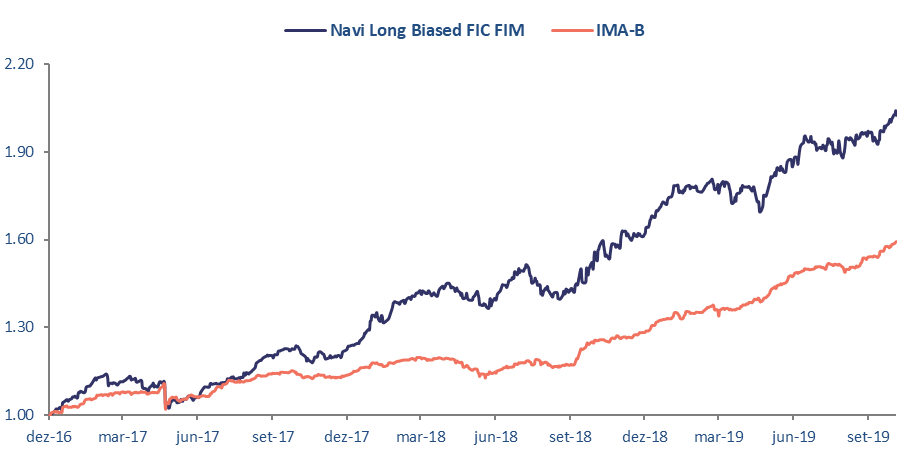 Navi Long Biased FIC FIM IMA-B
2.20
1.90
1.60
1.30
1.00
dez-16 mar-17 jun-17 set-17 dez-17 mar-18 jun-18 set-18 dez-18 mar-19 jun-19 set-19